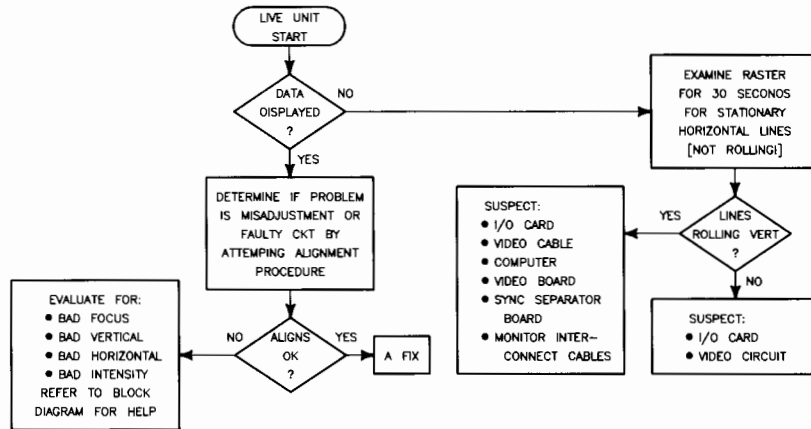 LIVE UNIT
START
DATA
DISPLAYED
?
NO
YES
EXAMINE RASTER
FOR 30 SECONDS
FOR STATIONARY
HORIZONTAL LINES
[NOT ROLLING!]
DETERMINE IF PROBLEM
IS MISADJUSTMENT OR
FAULTY CKT BY
ATTEMPING ALIGNMENT
PROCEDURE
LINES
ROLLING VERT
?
YES
NO
SUSPECT:
● I/O CARD
● VIDEO CABLE
● COMPUTER
● VIDEO BOARD
● SYNC SEPARATOR
BOARD
● MONITOR INTER-
CONNECT CABLES
SUSPECT:
● I/O CARD
● VIDEO CIRCUIT
ALIGNS
OK
?
NO
YES
A FIX
EVALUATE FOR:
● BAD FOCUS
● BAD VERTICAL
● BAD HORIZONTAL
● BAD INTENSITY
REFER TO BLOCK
DIAGRAM FOR HELP